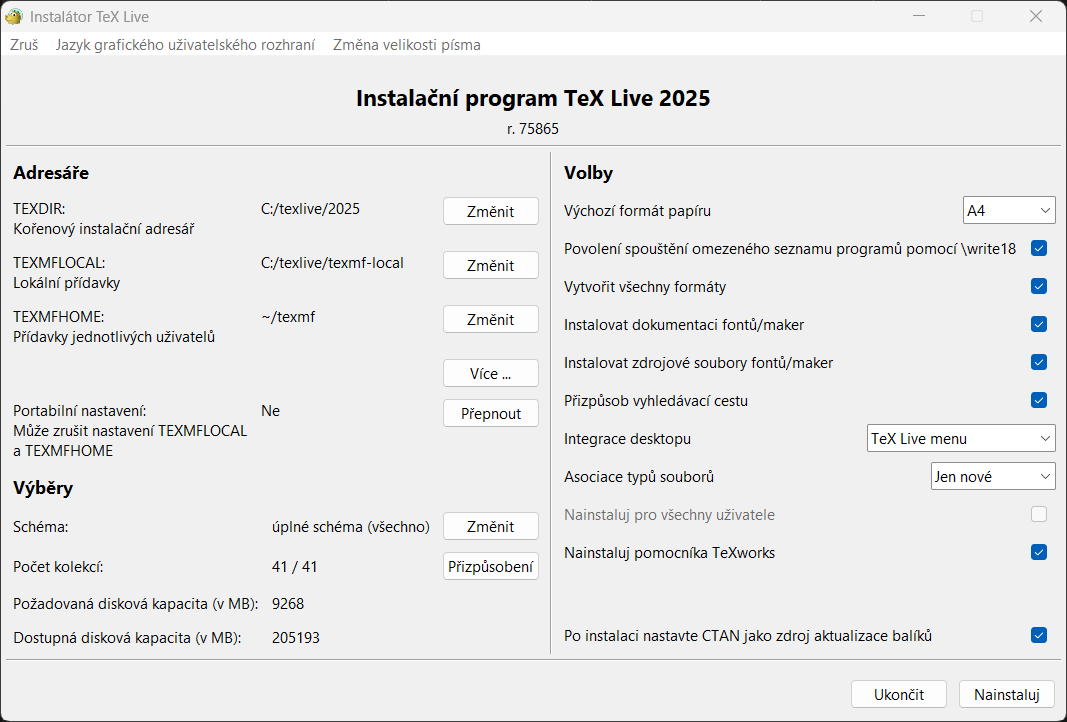 Instalátor TeX Live
Zruš Jazyk grafického uživatelského rozhraní Změna velikosti písma
Instalační program TeX Live 2025
r. 75865
Adresáře
TEXDIR: C:/texlive/2025 Změnit
Kořenový instalační adresář
TEXMFLOCAL: C:/texlive/texmf-local Změnit
Lokální přídavky
TEXMFHOME: ~/texmf Změnit
Přídavky jednotlivých uživatelů
Více ...
Portabilní nastavení: Ne Přepnout
Může zrušit nastavení TEXMFLOCAL
a TEXMFHOME
Výběry
Schéma: úplné schéma (všechno) Změnit
Počet kolekcí: 41 / 41 Přizpůsobení
Požadovaná disková kapacita (v MB): 9268
Dostupná disková kapacita (v MB): 205193
Volby
Výchozí formát papíru A4
Povolení spouštění omezeného seznamu programů pomocí \write18
Vytvořit všechny formáty
Instalovat dokumentaci fontů/maker
Instalovat zdrojové soubory fontů/maker
Přizpůsob vyhledávací cestu
Integrace desktopu TeX Live menu
Asociace typů souborů Jen nové
Nainstaluj pro všechny uživatele
Nainstaluj pomocníka TeXworks
Po instalaci nastavte CTAN jako zdroj aktualizace balíků
Ukončit Nainstaluj